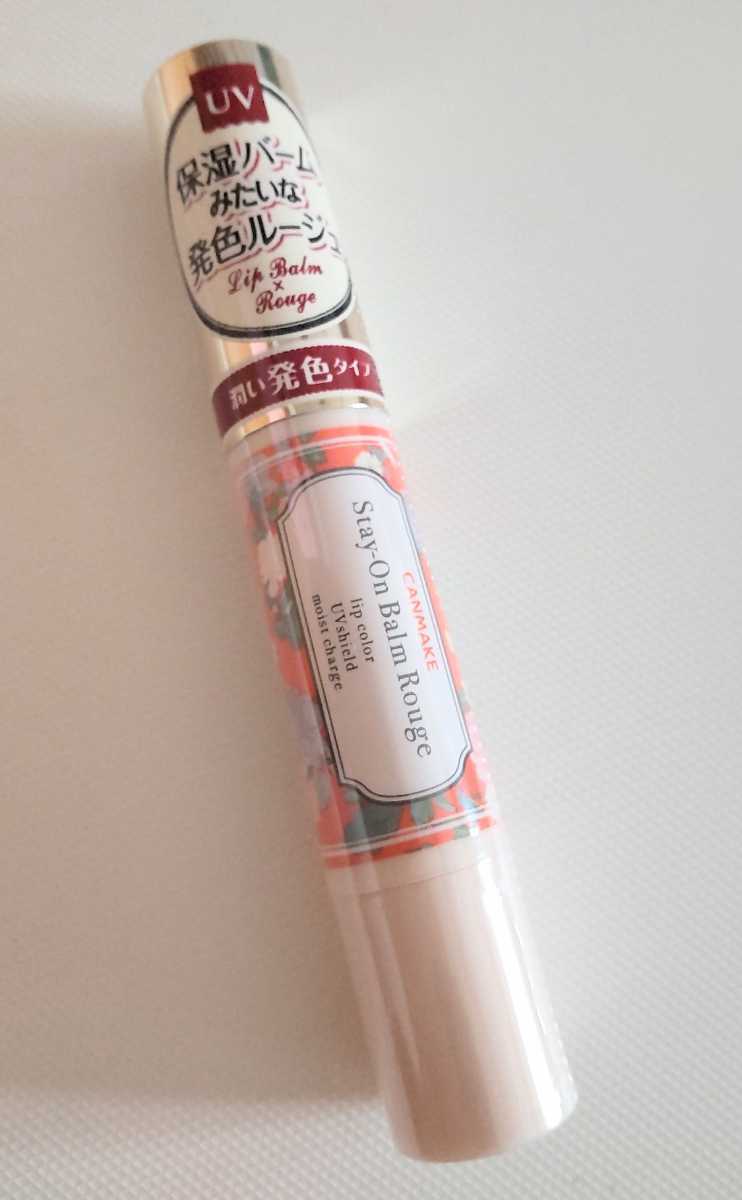 UV
保湿バーム
みたいな
発色ルージュ
Lip Balm
×
Rouge
潤い発色タイプ
CANMAKE
Stay-On Balm Rouge
lip color
UVshield
moist charge